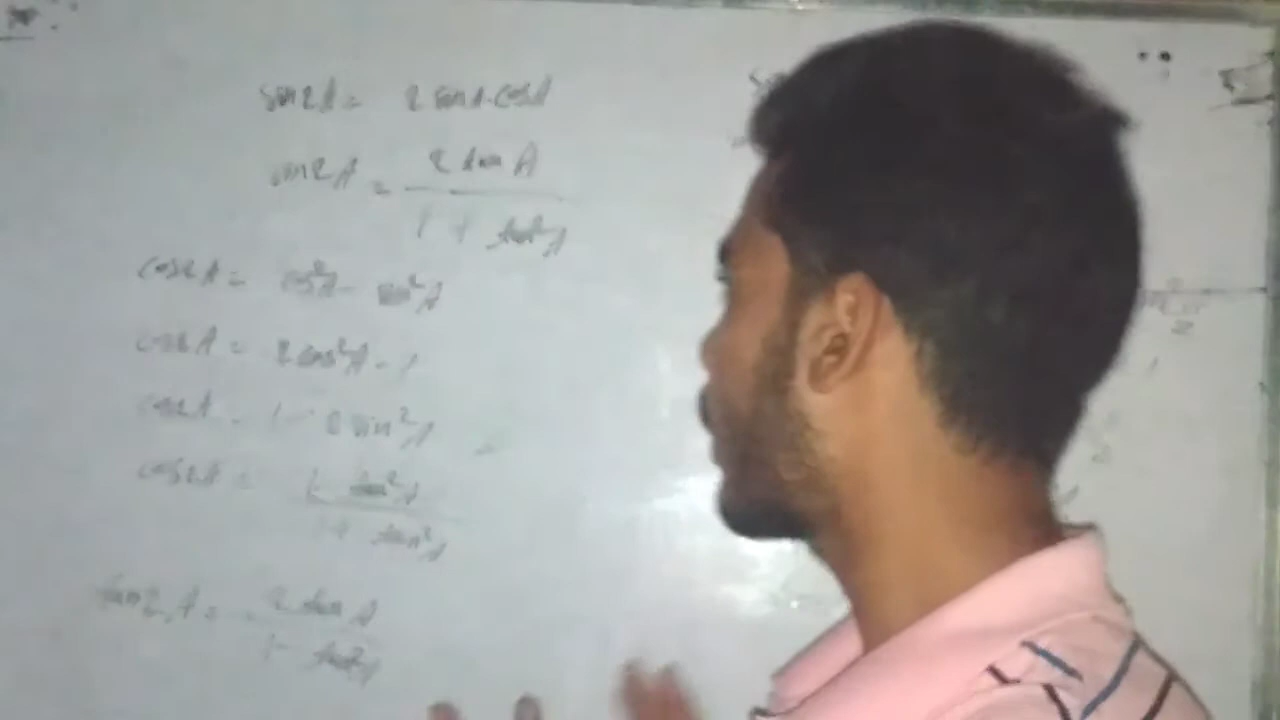 sin2A = 2 sinA.cosA
sin2A = 2 tan A / 1 + tan²A
cos2A = cos²A - sin²A
cos2A = 2cos²A - 1
cos2A = 1 - 2 sin²A
cos2A = 1 - tan²A / 1 + tan²A
tan2A = 2 tan A / 1 - tan²A